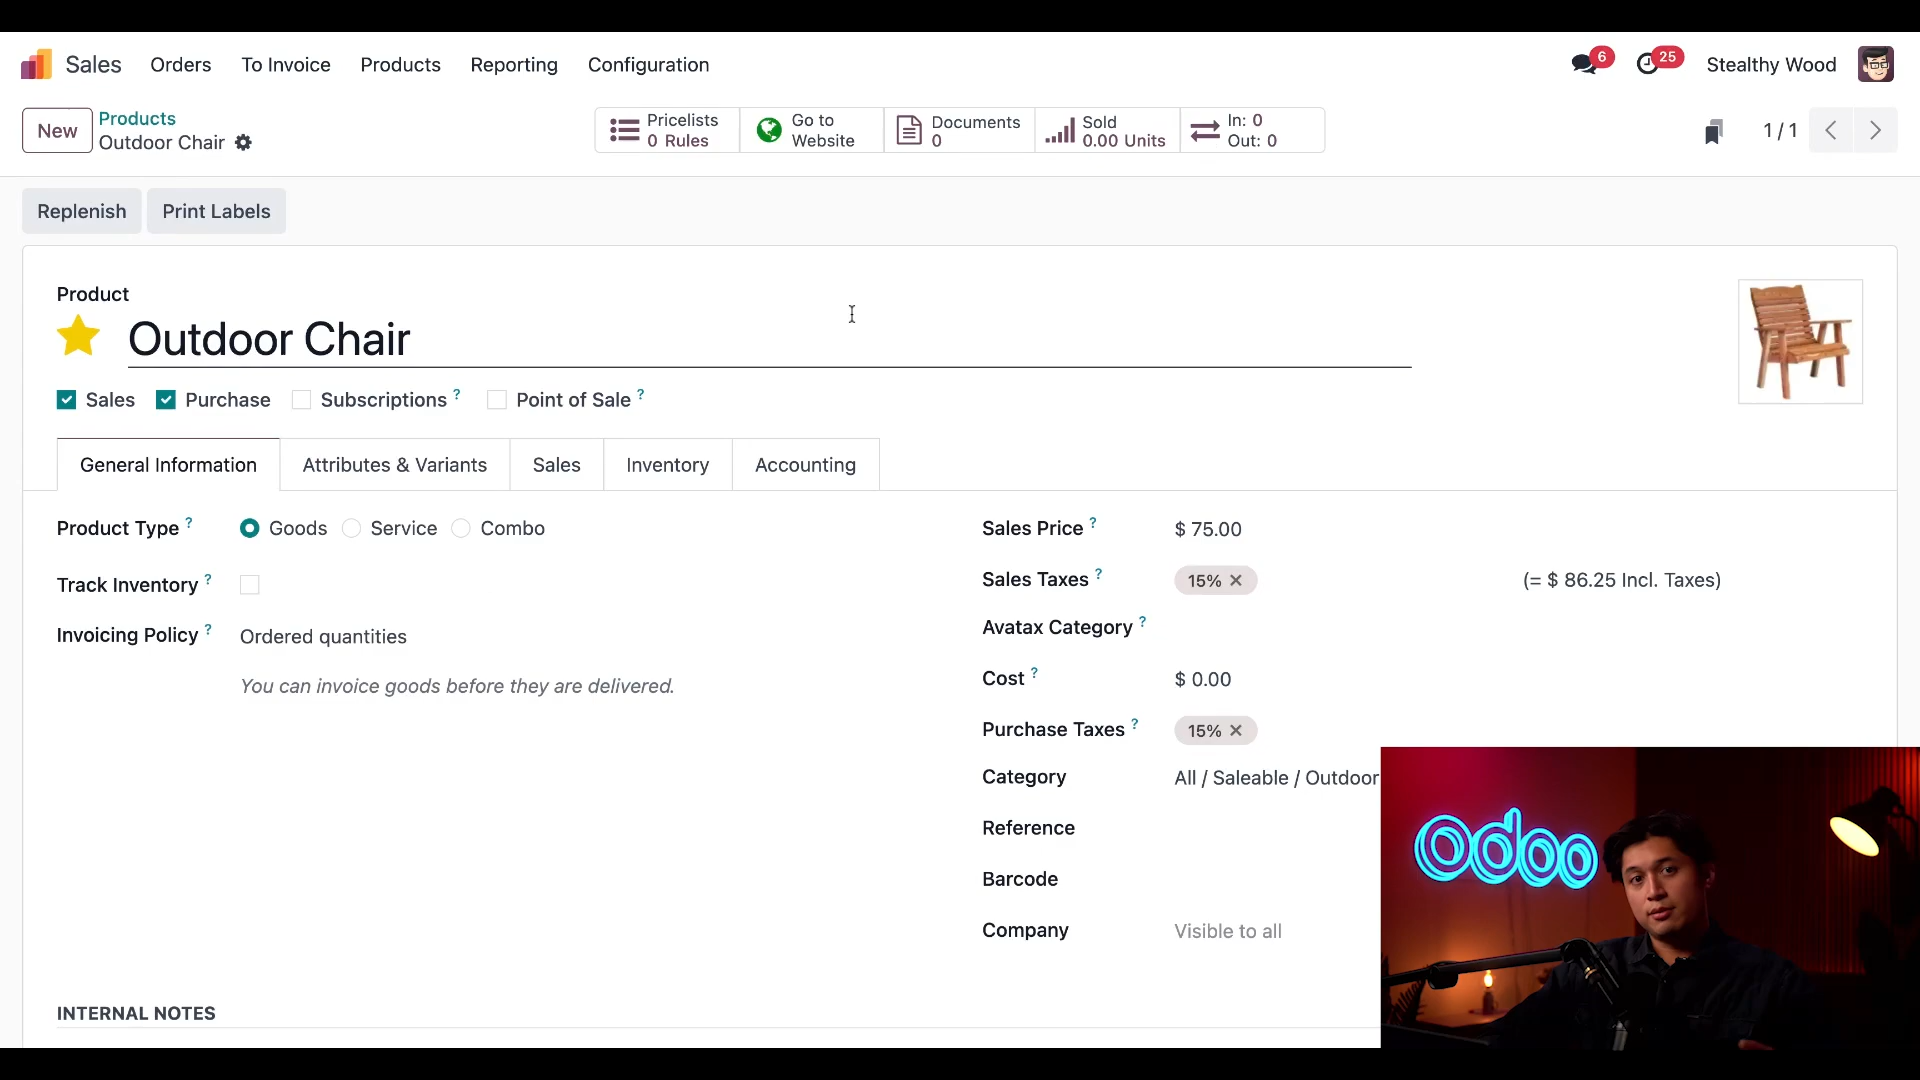 Sales Orders To Invoice Products Reporting Configuration 6 25 Stealthy Wood
New Products
Outdoor Chair
Pricelists
0 Rules
Go to
Website
Documents
0
Sold
0.00 Units
In: 0
Out: 0
1 / 1
Replenish Print Labels
Product
Outdoor Chair
Sales Purchase Subscriptions ? Point of Sale ?
General Information Attributes & Variants Sales Inventory Accounting
Product Type ? Goods Service Combo
Track Inventory ?
Invoicing Policy ? Ordered quantities
You can invoice goods before they are delivered.
Sales Price ? $ 75.00
Sales Taxes ? 15% × (= $ 86.25 Incl. Taxes)
Avatax Category ?
Cost ? $ 0.00
Purchase Taxes ? 15% ×
Category All / Saleable / Outdoor
Reference
Barcode
Company Visible to all
odoo
INTERNAL NOTES